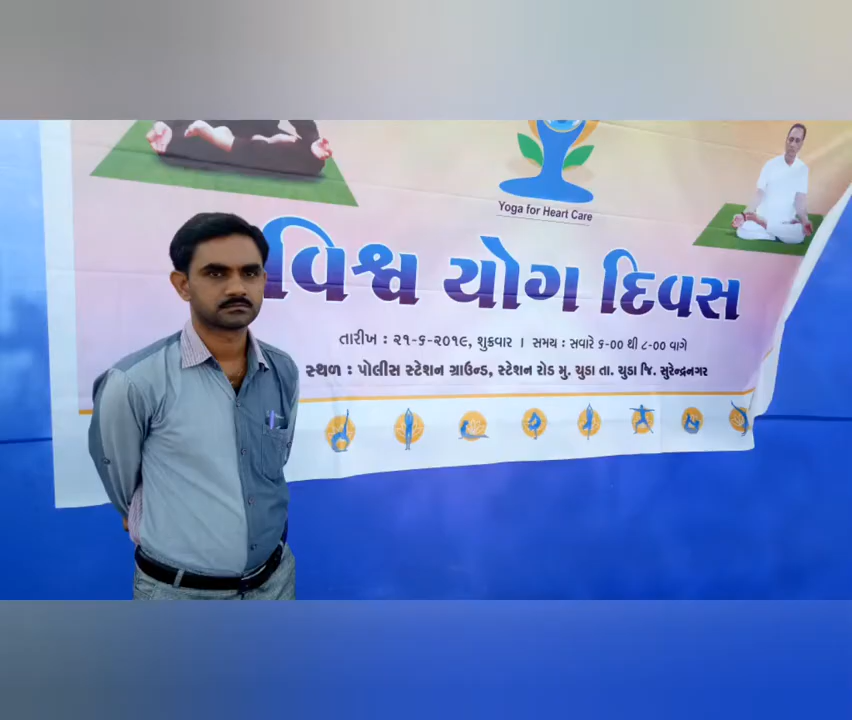 Yoga for Heart Care
વિશ્વ યોગ દિવસ
તારીખ : ૨૧-૬-૨૦૧૯, શુક્રવાર । સમય : સવારે ૬-૦૦ થી ૮-૦૦ વાગે
સ્થળ : પોલીસ સ્ટેશન ગ્રાઉન્ડ, સ્ટેશન રોડ મુ. ચુડા તા. ચુડા જિ. સુરેન્દ્રનગર